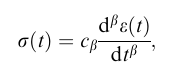 σ(t) = c_β d^β ε(t) / dt^β,